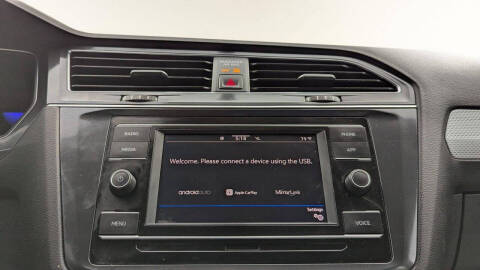 RADIO
MEDIA
PHONE
APP
Welcome. Please connect a device using the USB.
androidauto
Apple CarPlay
MirrorLink
Settings
MENU
VOICE